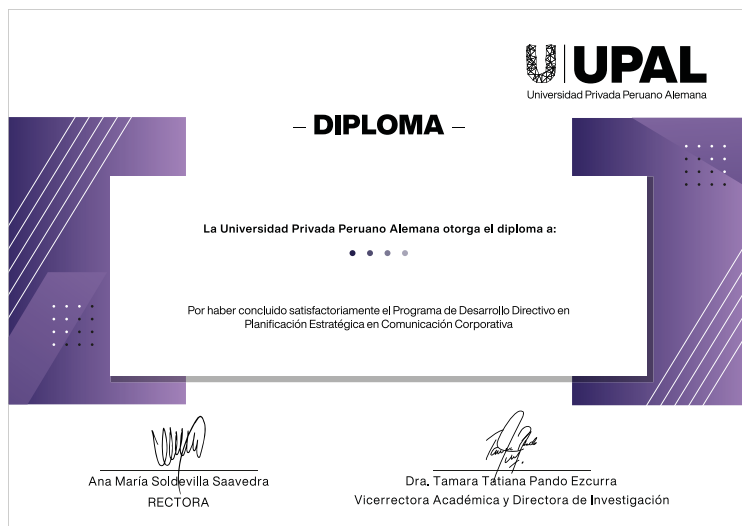 UPAL
Universidad Privada Peruano Alemana
– DIPLOMA –
La Universidad Privada Peruano Alemana otorga el diploma a:
Por haber concluido satisfactoriamente el Programa de Desarrollo Directivo en
Planificación Estratégica en Comunicación Corporativa
Ana María Soldevilla Saavedra
RECTORA
Dra. Tamara Tatiana Pando Ezcurra
Vicerrectora Académica y Directora de Investigación